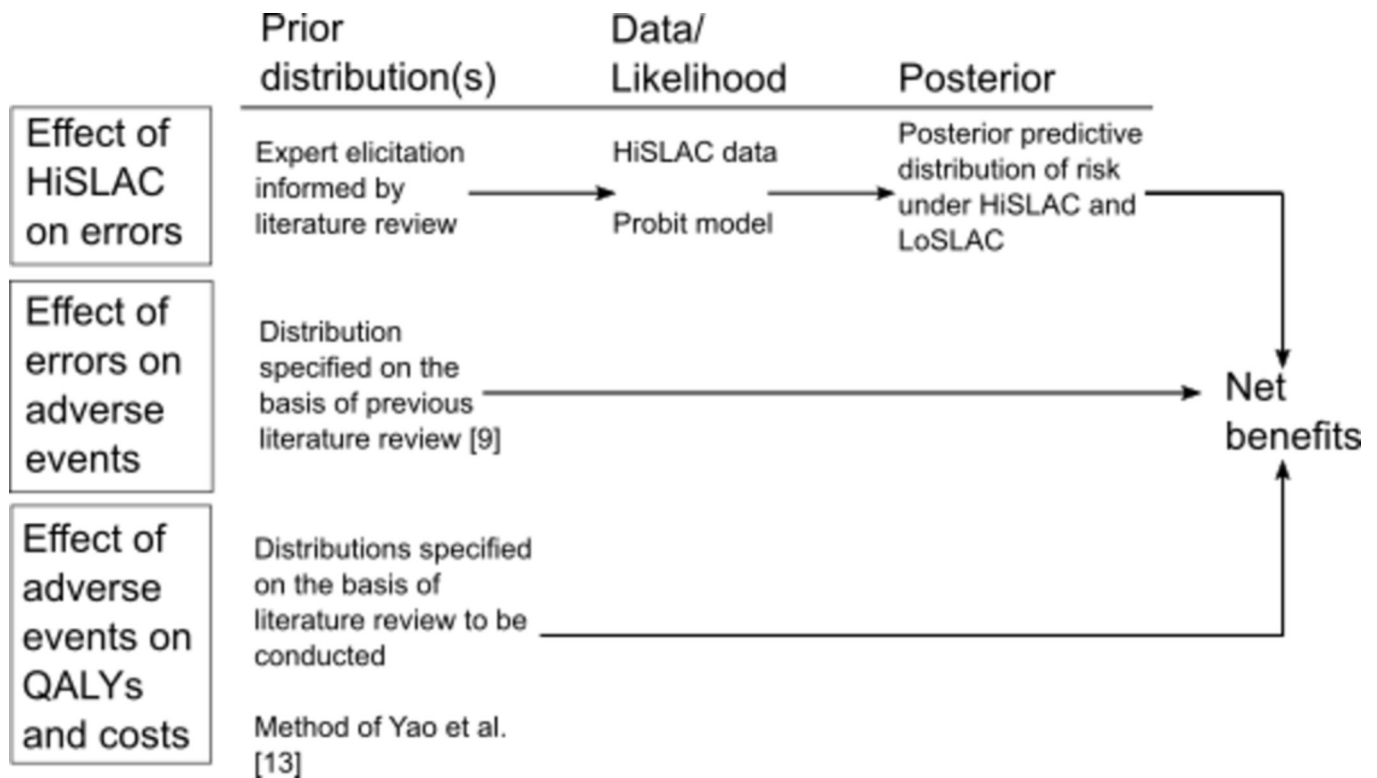 Prior
distribution(s)
Data/
Likelihood
Posterior
Effect of
HiSLAC
on errors
Expert elicitation
informed by
literature review
HiSLAC data
Probit model
Posterior predictive
distribution of risk
under HiSLAC and
LoSLAC
Effect of
errors on
adverse
events
Distribution
specified on the
basis of previous
literature review [9]
Net
benefits
Effect of
adverse
events on
QALYs
and costs
Distributions specified
on the basis of
literature review to be
conducted
Method of Yao et al.
[13]